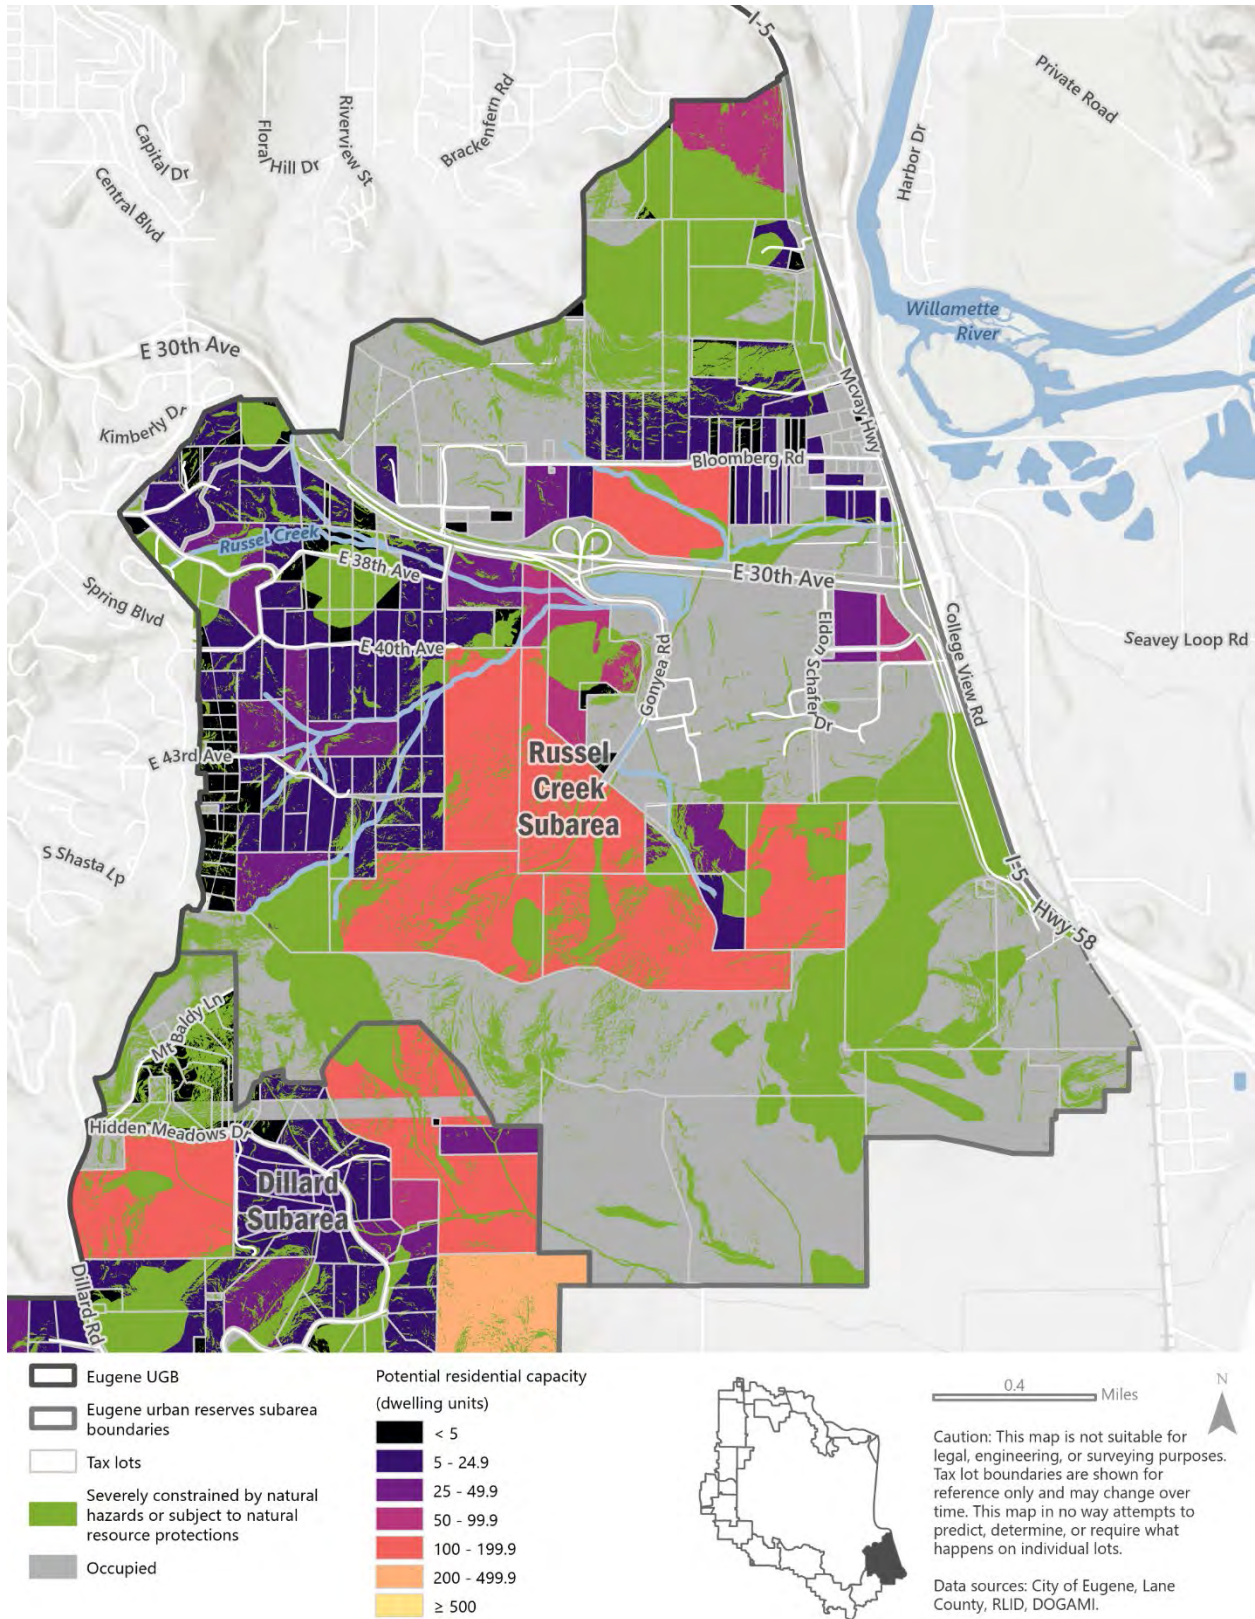 I-5
Private Road
Harbor Dr
Capital Dr
Floral Hill Dr
Riverview St
Brackenfern Rd
Central Blvd
Willamette
River
E 30th Ave
Mcvay Hwy
Kimberly Dr
Bloomberg Rd
Russel Creek
E 38th Ave
E 30th Ave
Spring Blvd
E 40th Ave
Gonyea Rd
Eldon Schafer Dr
College View Rd
Seavey Loop Rd
E 43rd Ave
Russel
Creek
Subarea
S Shasta Lp
I-5
Hwy 58
Mt Baldy Ln
Hidden Meadows Dr
Dillard
Subarea
Dillard Rd
Eugene UGB
Eugene urban reserves subarea
boundaries
Tax lots
Severely constrained by natural
hazards or subject to natural
resource protections
Occupied
Potential residential capacity
(dwelling units)
< 5
5 - 24.9
25 - 49.9
50 - 99.9
100 - 199.9
200 - 499.9
≥ 500
0.4
Miles
N
Caution: This map is not suitable for
legal, engineering, or surveying purposes.
Tax lot boundaries are shown for
reference only and may change over
time. This map in no way attempts to
predict, determine, or require what
happens on individual lots.
Data sources: City of Eugene, Lane
County, RLID, DOGAMI.